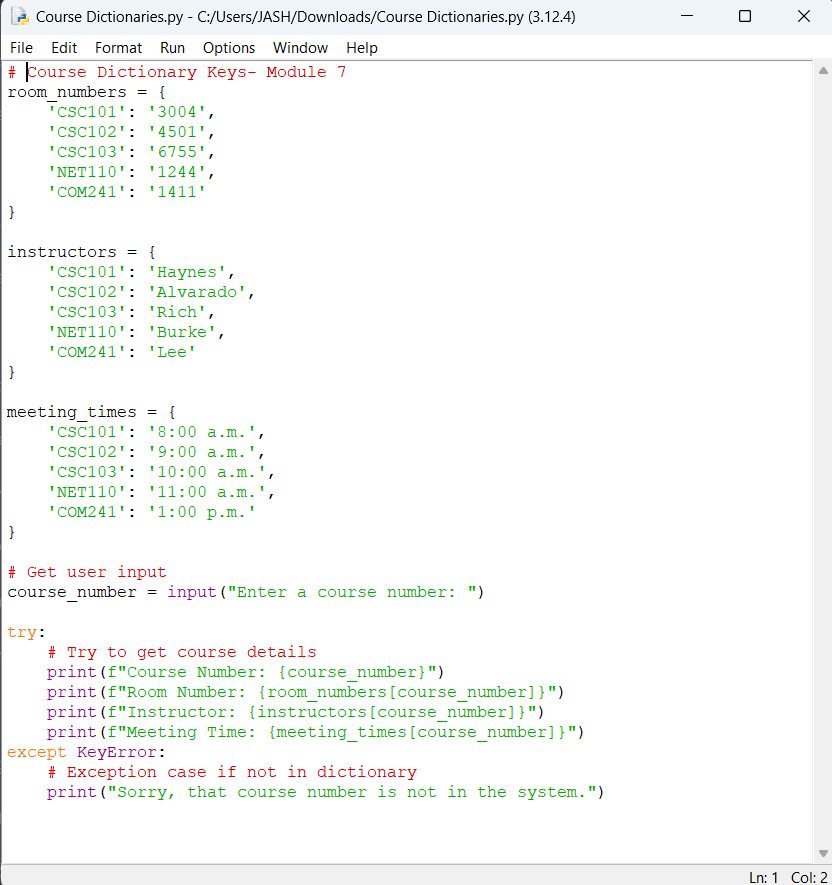 Course Dictionaries.py - C:/Users/JASH/Downloads/Course Dictionaries.py (3.12.4)
File Edit Format Run Options Window Help
# Course Dictionary Keys- Module 7
room_numbers = {
    'CSC101': '3004',
    'CSC102': '4501',
    'CSC103': '6755',
    'NET110': '1244',
    'COM241': '1411'
}

instructors = {
    'CSC101': 'Haynes',
    'CSC102': 'Alvarado',
    'CSC103': 'Rich',
    'NET110': 'Burke',
    'COM241': 'Lee'
}

meeting_times = {
    'CSC101': '8:00 a.m.',
    'CSC102': '9:00 a.m.',
    'CSC103': '10:00 a.m.',
    'NET110': '11:00 a.m.',
    'COM241': '1:00 p.m.'
}

# Get user input
course_number = input("Enter a course number: ")

try:
    # Try to get course details
    print(f"Course Number: {course_number}")
    print(f"Room Number: {room_numbers[course_number]}")
    print(f"Instructor: {instructors[course_number]}")
    print(f"Meeting Time: {meeting_times[course_number]}")
except KeyError:
    # Exception case if not in dictionary
    print("Sorry, that course number is not in the system.")
Ln: 1 Col: 2